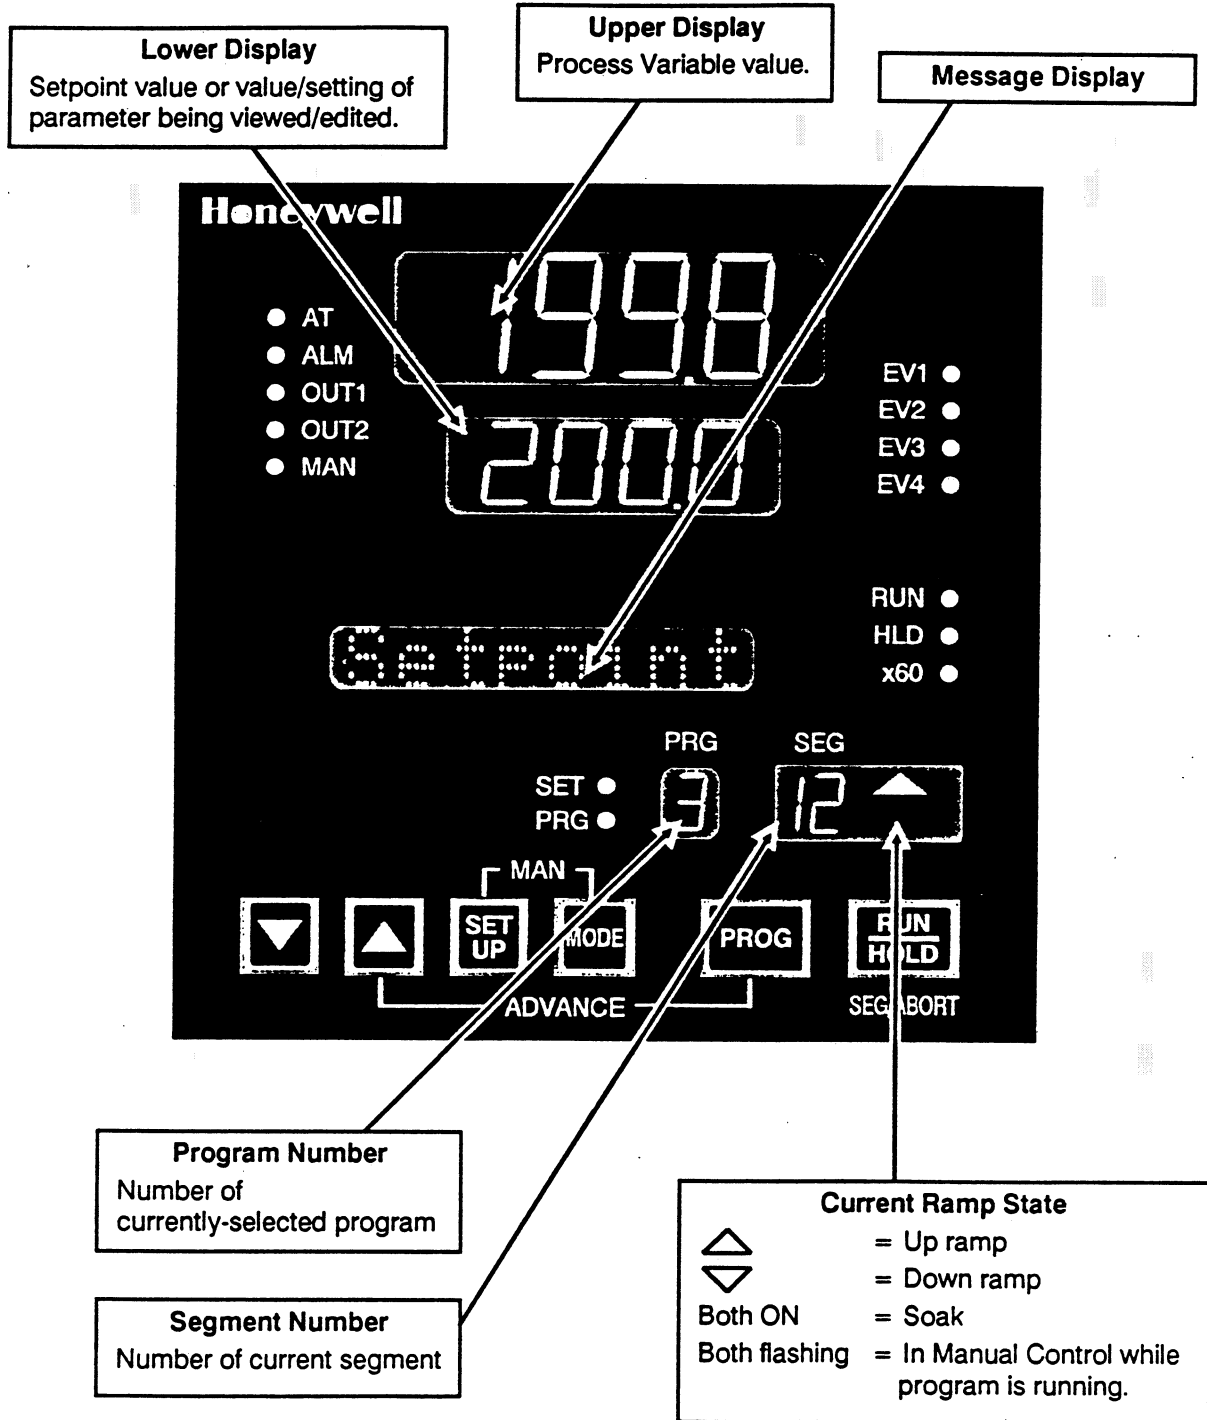 Lower Display
Setpoint value or value/setting of
parameter being viewed/edited.
Upper Display
Process Variable value.
Message Display
Honeywell
199.8
AT
ALM
OUT1
OUT2
MAN
200.0
EV1
EV2
EV3
EV4
RUN
HLD
x60
Setpoint
PRG
SEG
SET
PRG
3
12
MAN
SET UP
MODE
PROG
RUN
HOLD
ADVANCE
SEG/ABORT
Program Number
Number of
currently-selected program
Segment Number
Number of current segment
Current Ramp State
△ = Up ramp
▽ = Down ramp
Both ON = Soak
Both flashing = In Manual Control while
program is running.